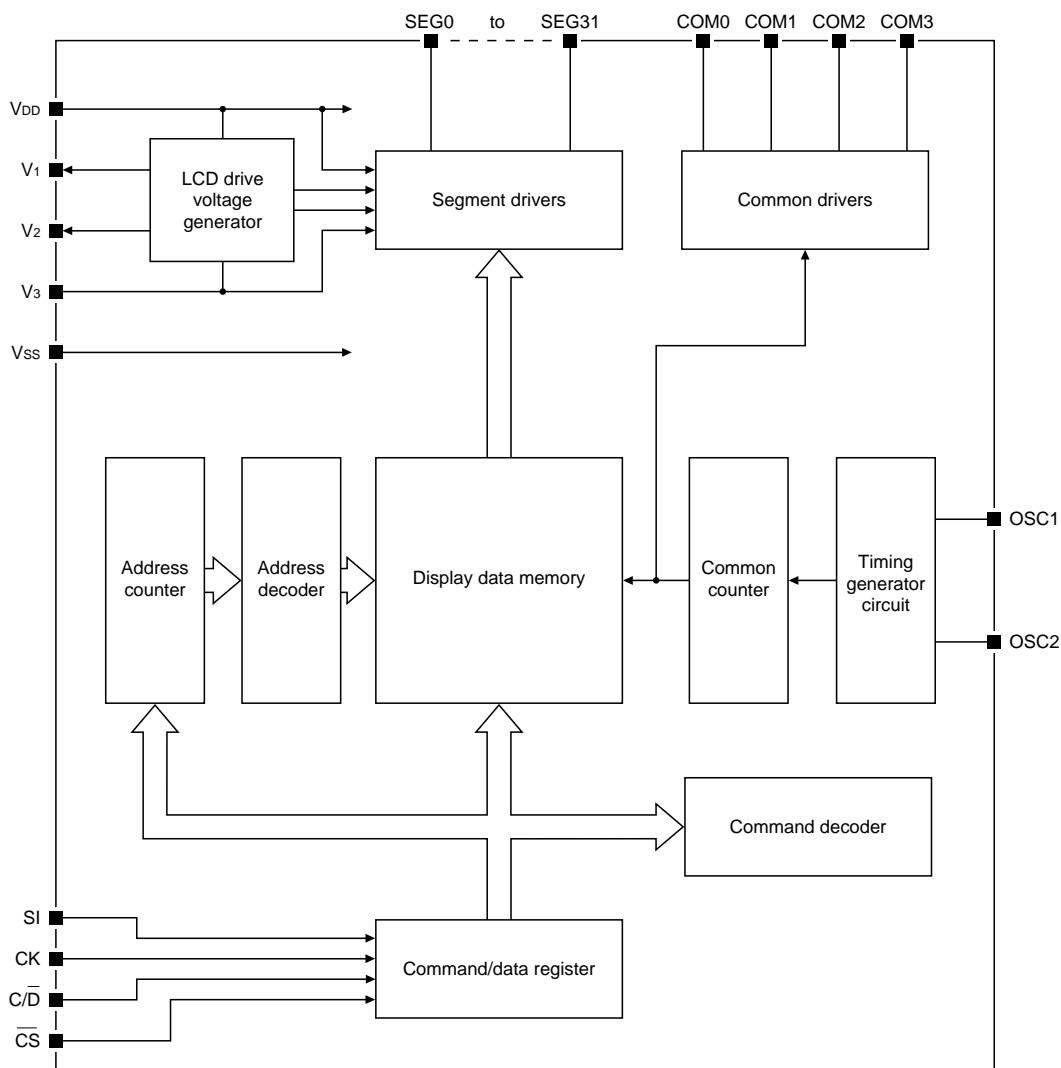 SEG0 to SEG31 COM0 COM1 COM2 COM3
VDD
V1
V2
V3
VSS
LCD drive
voltage
generator
Segment drivers
Common drivers
Address
counter
Address
decoder
Display data memory
Common
counter
Timing
generator
circuit
OSC1
OSC2
Command decoder
SI
CK
C/D̅
C̅S̅
Command/data register